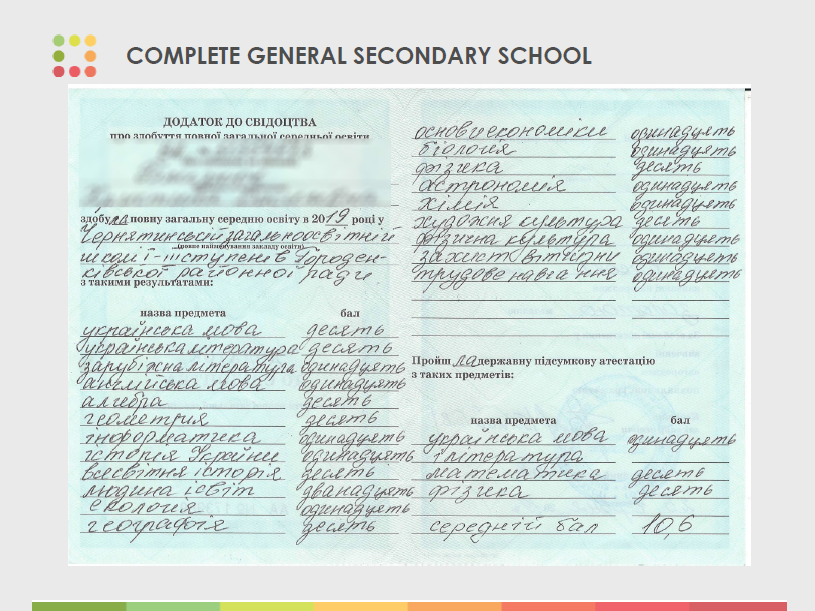 COMPLETE GENERAL SECONDARY SCHOOL
ДОДАТОК ДО СВІДОЦТВА
про здобуття повної загальної середньої освіти
здобула повну загальну середню освіту в 2019 році у
Чернятинській загальноосвітній
(повне найменування закладу освіти)
школі І-ІІІ ступенів Городен-
ківської районної ради
з такими результатами:
назва предмета бал
українська мова десять
українська література десять
зарубіжна література одинадцять
англійська мова одинадцять
алгебра десять
геометрія десять
інформатика одинадцять
історія України одинадцять
всесвітня історія десять
людина і світ дванадцять
екологія одинадцять
географія десять
основи економіки одинадцять
біологія одинадцять
фізика десять
астрономія одинадцять
хімія одинадцять
художня культура десять
фізична культура одинадцять
захист вітчизни одинадцять
трудове навчання одинадцять
Пройшла державну підсумкову атестацію
з таких предметів:
назва предмета бал
українська мова одинадцять
і література
математика десять
фізика десять
середній бал 10,6